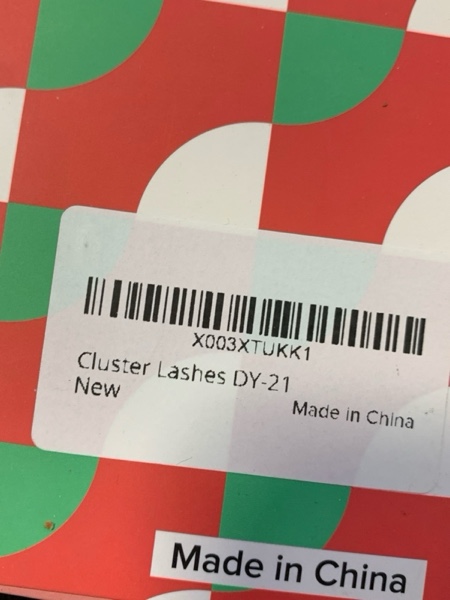 X003XTUKK1
Cluster Lashes DY-21
New
Made in China
Made in China